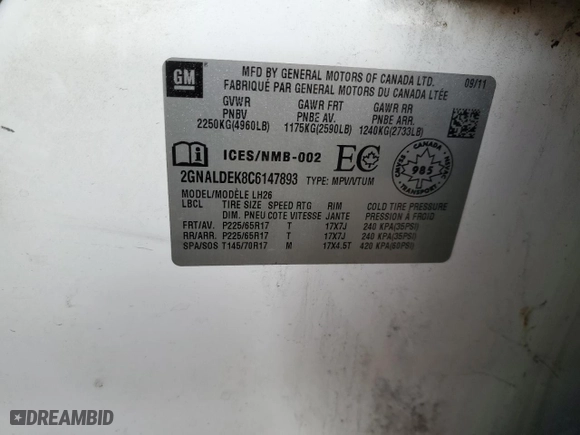 GM
MFD BY GENERAL MOTORS OF CANADA LTD. 09/11
FABRIQUÉ PAR GENERAL MOTORS DU CANADA LTÉE
GVWR GAWR FRT GAWR RR
PNBV PNBE AV. PNBE ARR.
2250KG(4960LB) 1175KG(2590LB) 1240KG(2733LB)
ICES/NMB-002 EC
CANADA
985
TRANSPORT
2GNALDEK8C6147893 TYPE: MPV/VTUM
MODEL/MODÈLE LH26
LBCL TIRE SIZE SPEED RTG RIM COLD TIRE PRESSURE
DIM. PNEU COTE VITESSE JANTE PRESSION À FROID
FRT/AV. P225/65R17 T 17X7J 240 KPA(35PSI)
RR/ARR. P225/65R17 T 17X7J 240 KPA(35PSI)
SPA/SOS T145/70R17 M 17X4.5T 420 KPA(60PSI)
DREAMBID